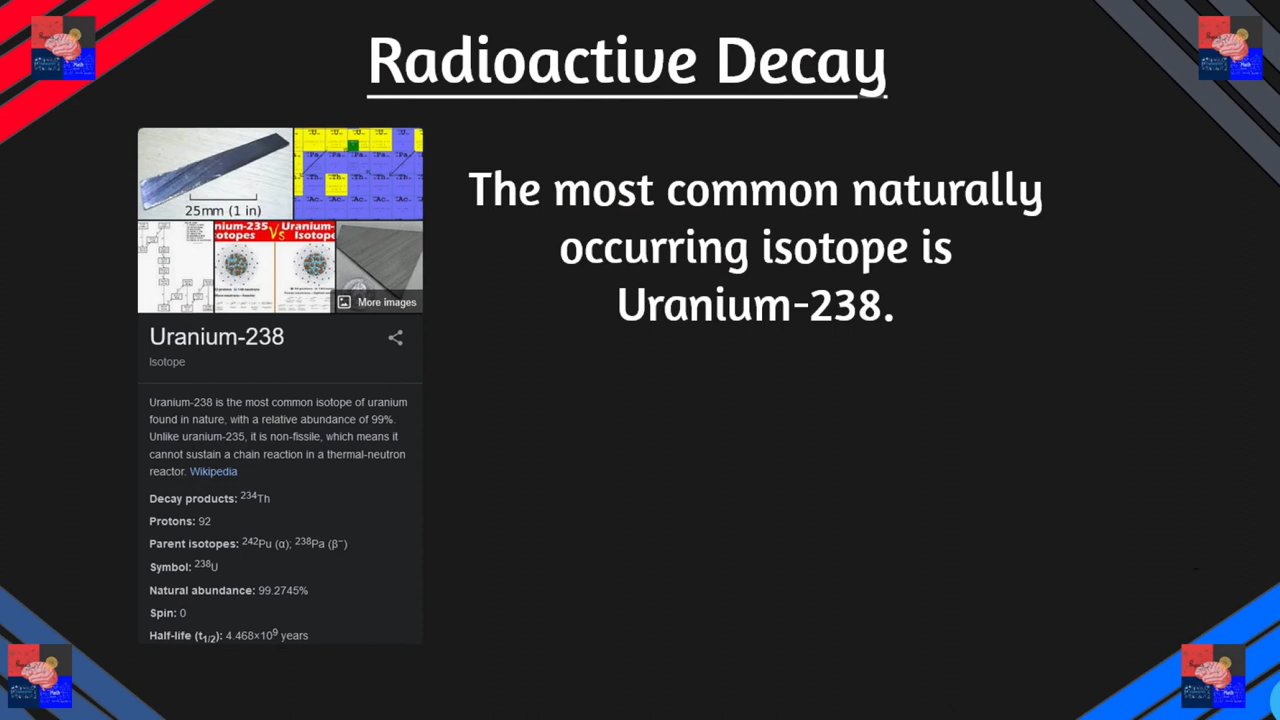 Radioactive Decay
25mm (1 in)
nium-235 Vs Uranium-
otopes Isotop
More images
Uranium-238
Isotope
Uranium-238 is the most common isotope of uranium
found in nature, with a relative abundance of 99%.
Unlike uranium-235, it is non-fissile, which means it
cannot sustain a chain reaction in a thermal-neutron
reactor. Wikipedia
Decay products: ²³⁴Th
Protons: 92
Parent isotopes: ²⁴²Pu (α); ²³⁸Pa (β⁻)
Symbol: ²³⁸U
Natural abundance: 99.2745%
Spin: 0
Half-life (t₁/₂): 4.468×10⁹ years
The most common naturally
occurring isotope is
Uranium-238.